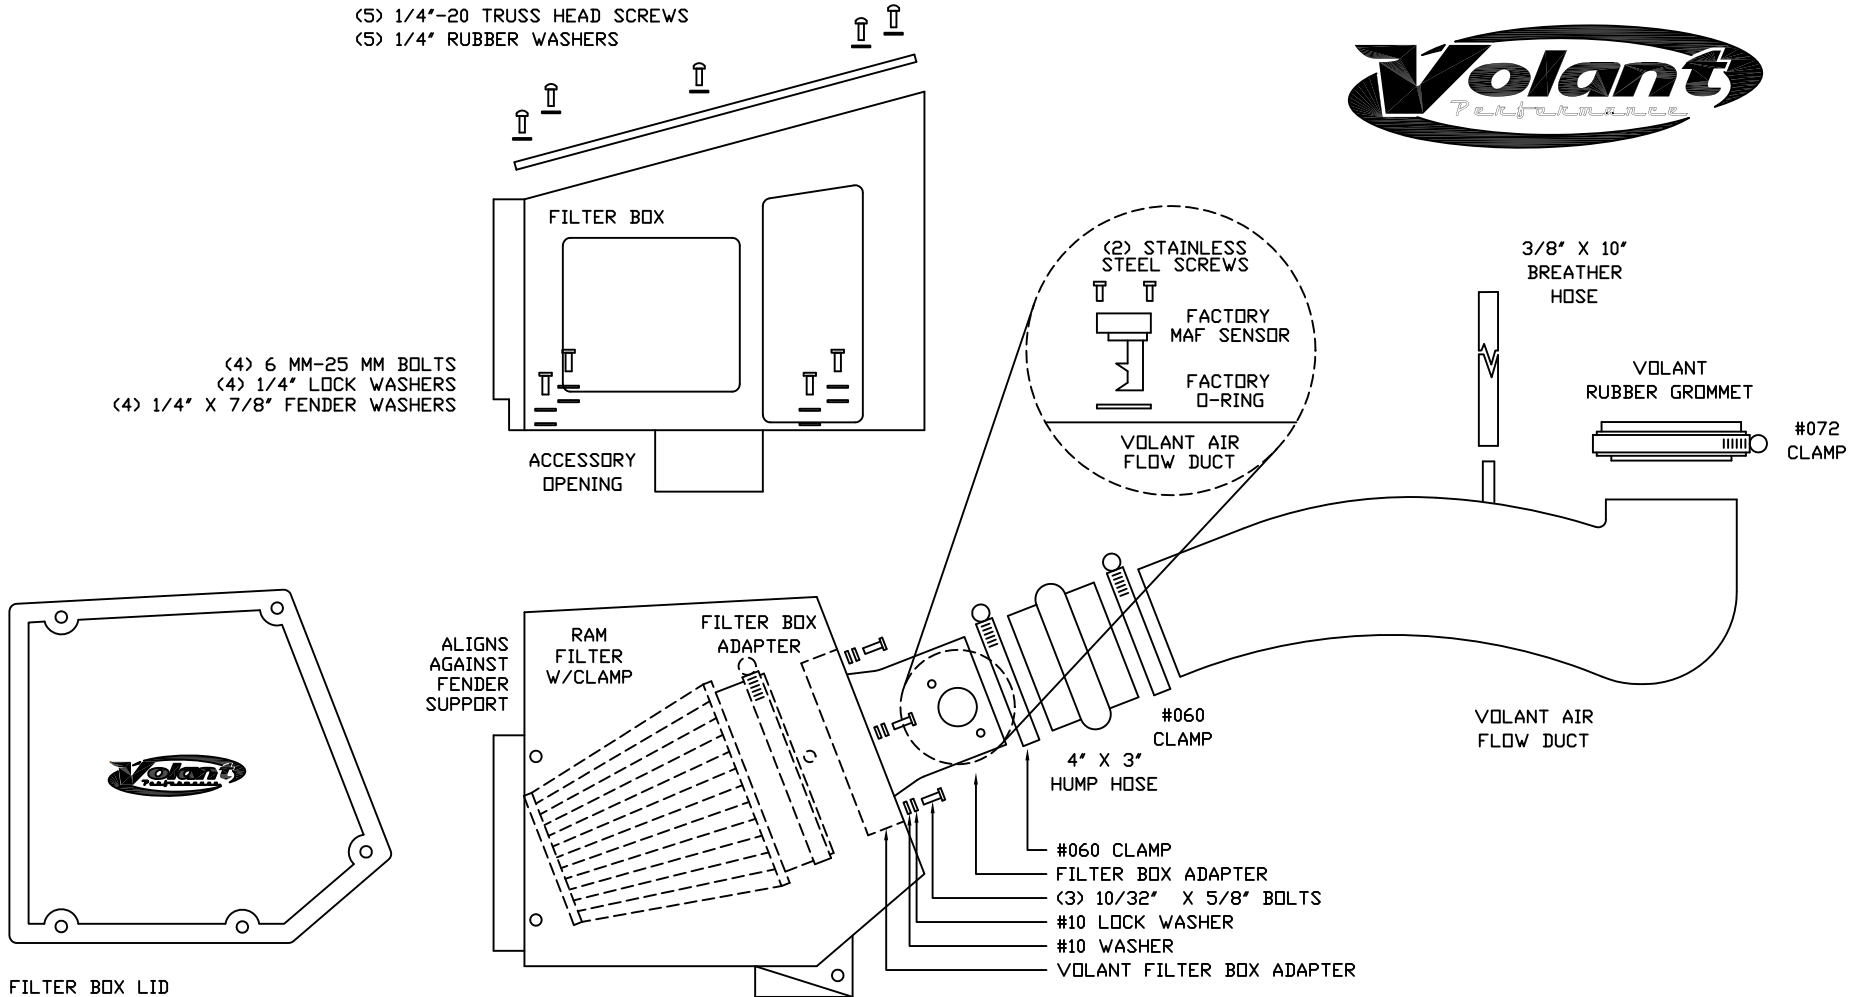 (5) 1/4"-20 TRUSS HEAD SCREWS
(5) 1/4" RUBBER WASHERS
Volant
Performance
FILTER BOX
(2) STAINLESS
STEEL SCREWS
FACTORY
MAF SENSOR
FACTORY
O-RING
VOLANT AIR
FLOW DUCT
3/8" X 10"
BREATHER
HOSE
VOLANT
RUBBER GROMMET
#072
CLAMP
(4) 6 MM-25 MM BOLTS
(4) 1/4" LOCK WASHERS
(4) 1/4" X 7/8" FENDER WASHERS
ACCESSORY
OPENING
ALIGNS
AGAINST
FENDER
SUPPORT
RAM
FILTER
W/CLAMP
FILTER BOX
ADAPTER
#060
CLAMP
4" X 3"
HUMP HOSE
VOLANT AIR
FLOW DUCT
Volant
Performance
#060 CLAMP
FILTER BOX ADAPTER
(3) 10/32" X 5/8" BOLTS
#10 LOCK WASHER
#10 WASHER
VOLANT FILTER BOX ADAPTER
FILTER BOX LID